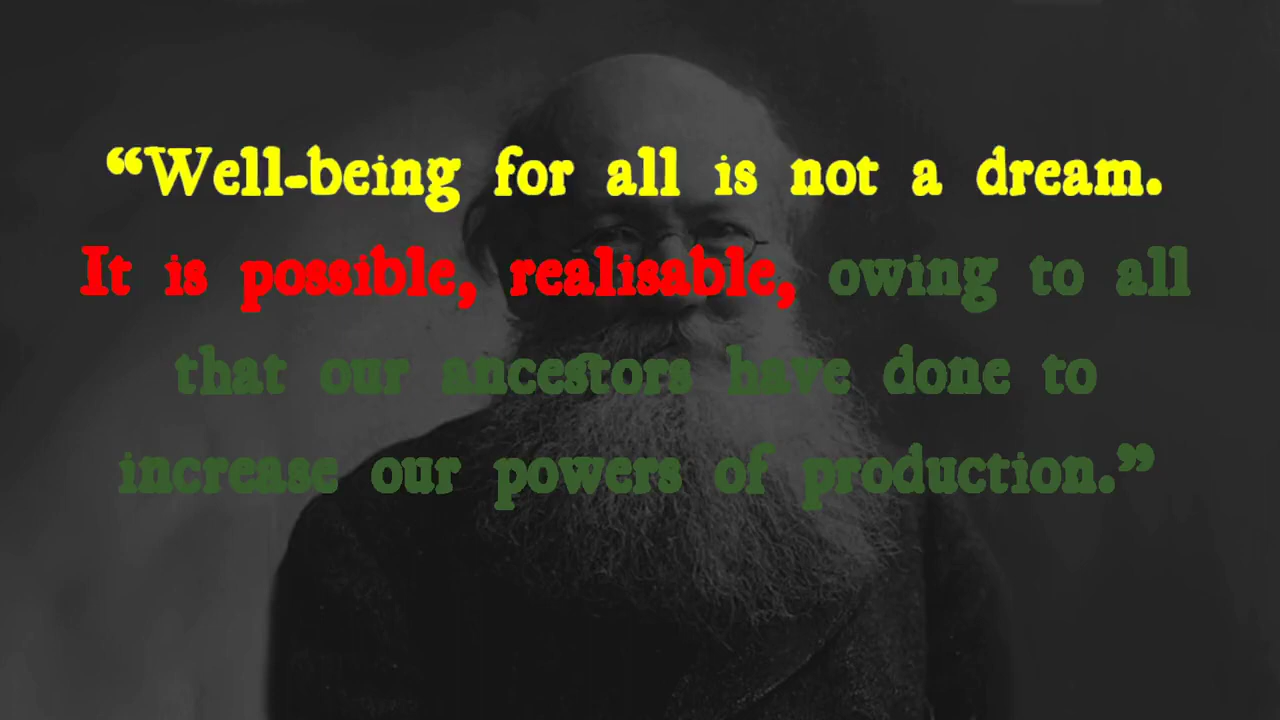 “Well-being for all is not a dream.
It is possible, realisable, owing to all
that our ancestors have done to
increase our powers of production.”